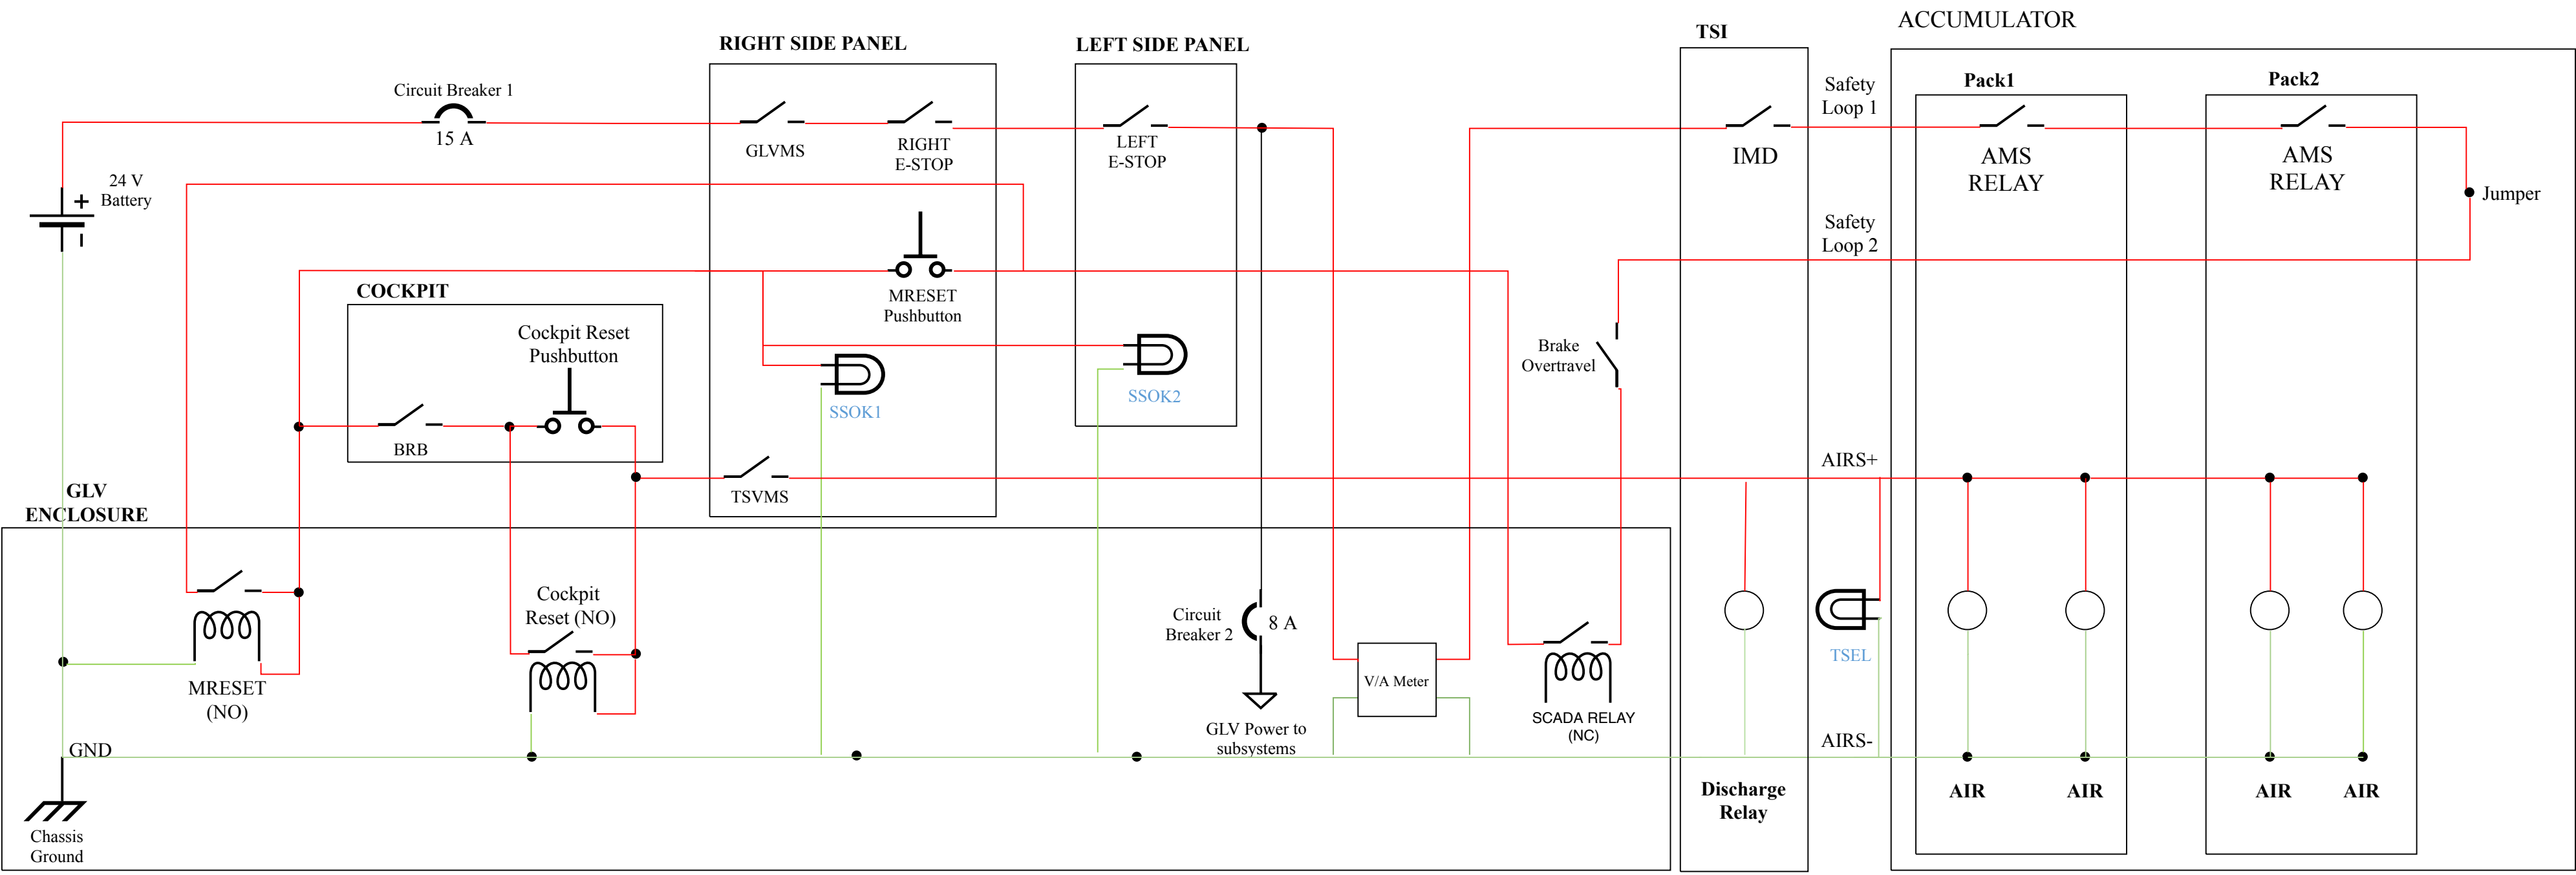 ACCUMULATOR
TSI
RIGHT SIDE PANEL
LEFT SIDE PANEL
Pack1
Pack2
Circuit Breaker 1
15 A
Safety
Loop 1
GLVMS
RIGHT
E-STOP
LEFT
E-STOP
IMD
AMS
RELAY
AMS
RELAY
24 V
Battery
+
-
Jumper
Safety
Loop 2
COCKPIT
MRESET
Pushbutton
Cockpit Reset
Pushbutton
Brake
Overtravel
SSOK1
SSOK2
BRB
AIRS+
TSVMS
GLV
ENCLOSURE
Cockpit
Reset (NO)
Circuit
Breaker 2
8 A
TSEL
V/A Meter
MRESET
(NO)
SCADA RELAY
(NC)
GLV Power to
subsystems
GND
AIRS-
Discharge
Relay
AIR
AIR
AIR
AIR
Chassis
Ground